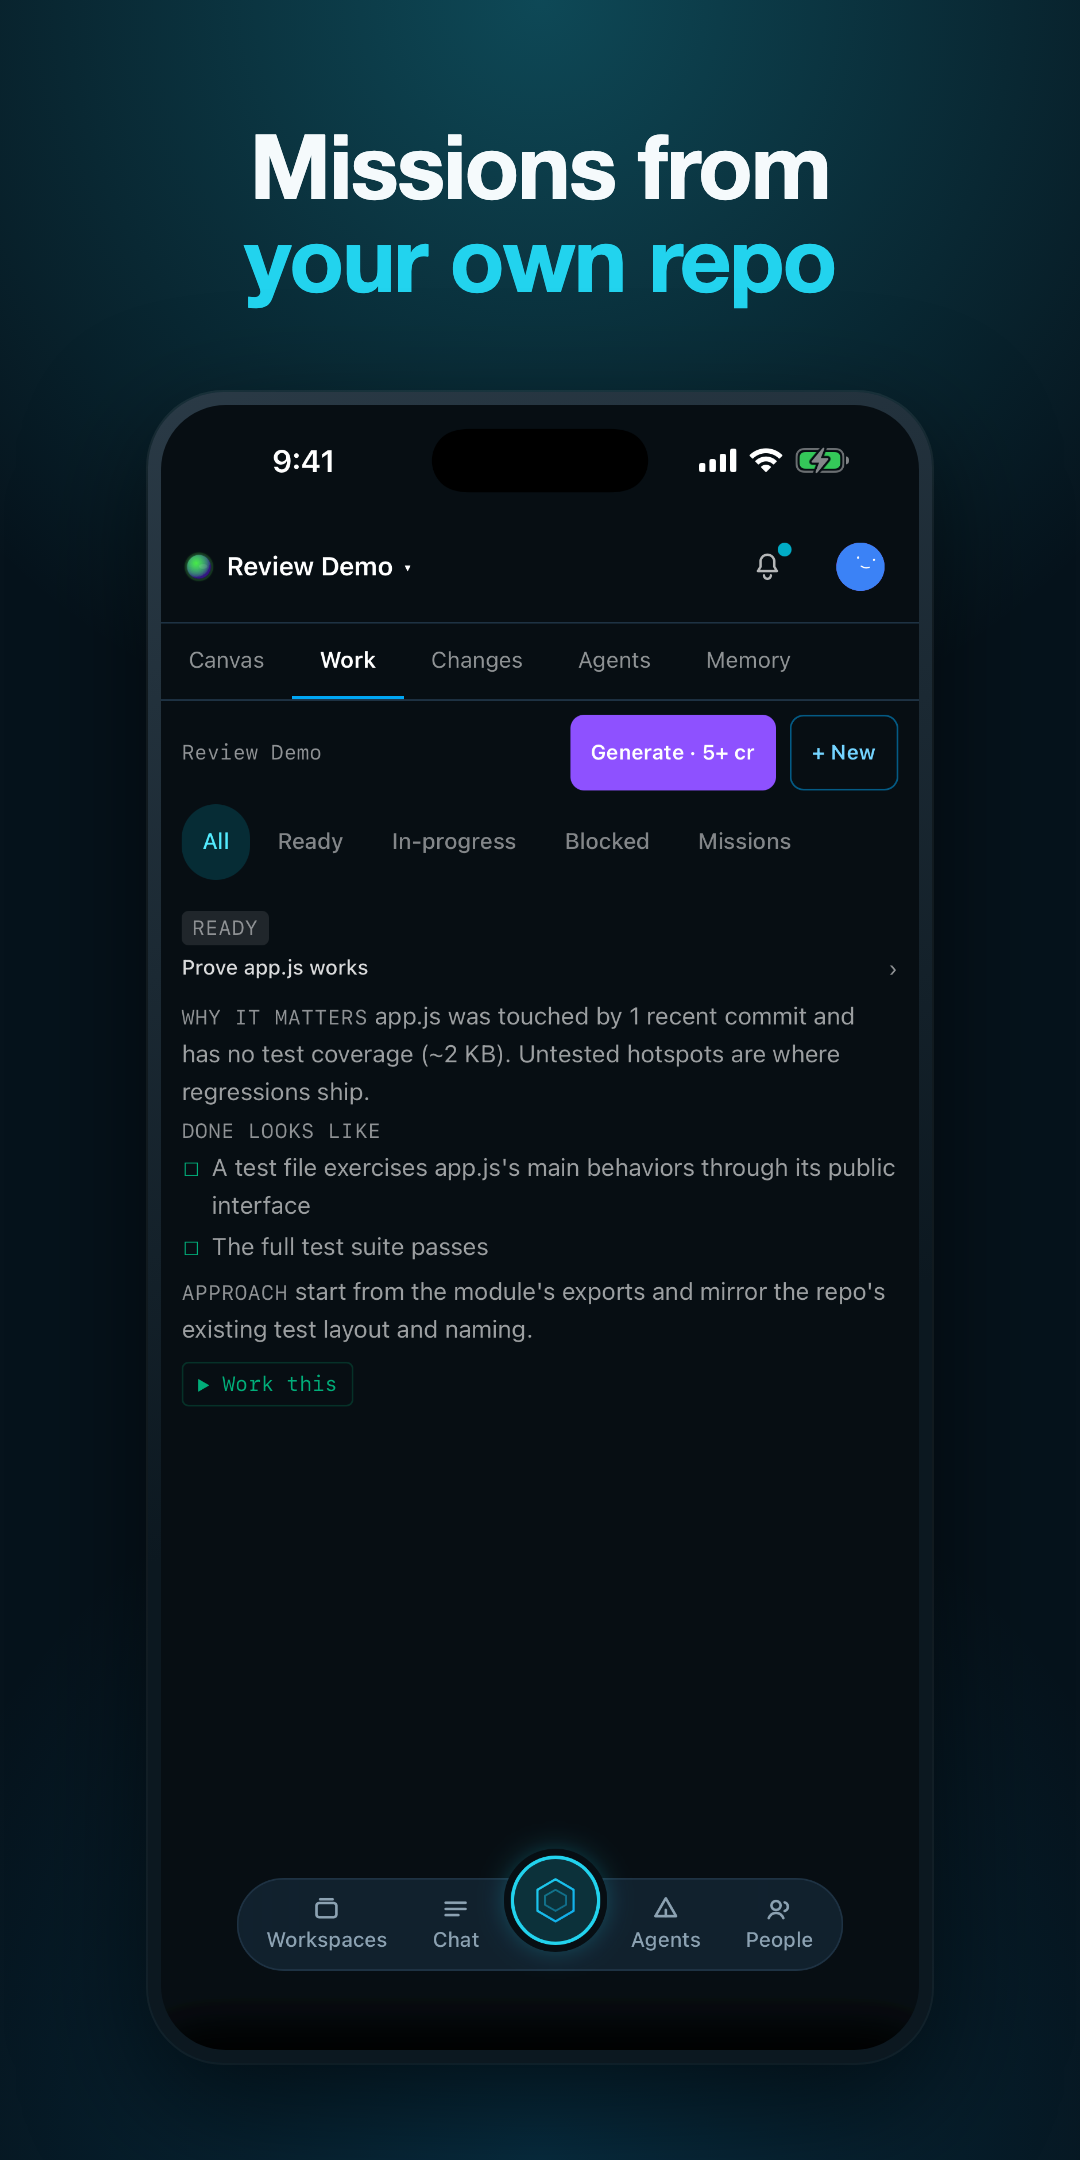 Missions from
your own repo
9:41
Review Demo ▾
Canvas Work Changes Agents Memory
Review Demo Generate · 5+ cr + New
All Ready In-progress Blocked Missions
READY
Prove app.js works ›
WHY IT MATTERS app.js was touched by 1 recent commit and
has no test coverage (~2 KB). Untested hotspots are where
regressions ship.
DONE LOOKS LIKE
□ A test file exercises app.js's main behaviors through its public
interface
□ The full test suite passes
APPROACH start from the module's exports and mirror the repo's
existing test layout and naming.
▶ Work this
Workspaces Chat Agents People